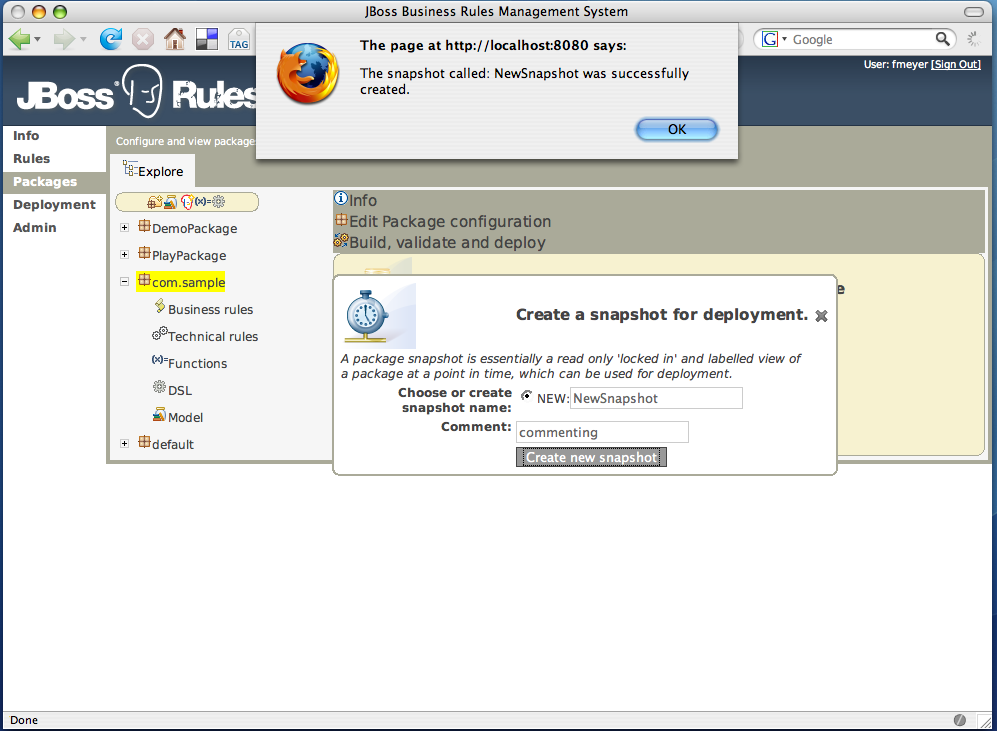 JBoss Business Rules Management System
TAG
G
Google
The page at http://localhost:8080 says:
The snapshot called: NewSnapshot was successfully
created.
OK
User: fmeyer [Sign Out]
JBoss Rules
Info
Rules
Packages
Deployment
Admin
Configure and view package
Explore
(x)=
DemoPackage
PlayPackage
com.sample
Business rules
Technical rules
(x)= Functions
DSL
Model
default
Info
Edit Package configuration
Build, validate and deploy
e
Create a snapshot for deployment.
A package snapshot is essentially a read only 'locked in' and labelled view of
a package at a point in time, which can be used for deployment.
Choose or create
snapshot name:
NEW: NewSnapshot
Comment: commenting
Create new snapshot
Done